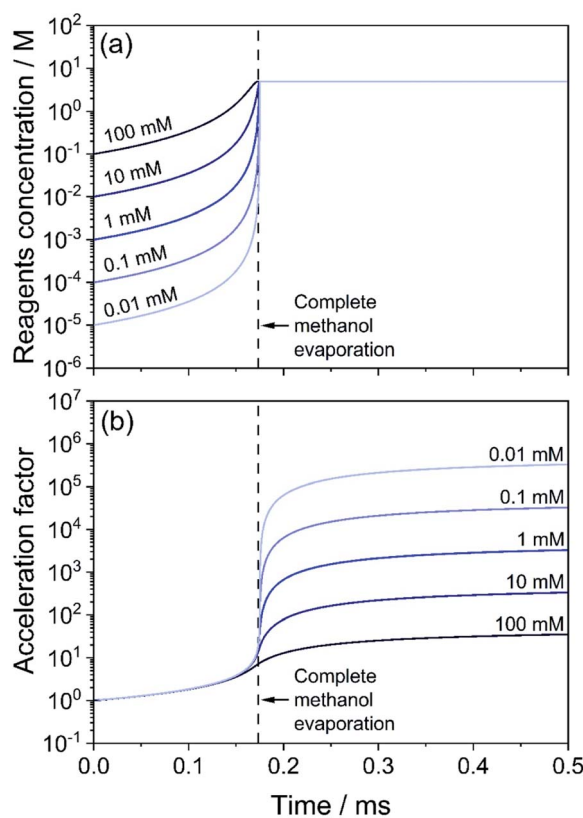 (a)
Reagents concentration / M
10⁵
10⁴
10³
10²
10¹
10⁰
10⁻¹
10⁻²
10⁻³
10⁻⁴
10⁻⁵
10⁻⁶
100 mM
10 mM
1 mM
0.1 mM
0.01 mM
Complete
methanol
evaporation
(b)
Acceleration factor
10⁷
10⁶
10⁵
10⁴
10³
10²
10¹
10⁰
10⁻¹
0.01 mM
0.1 mM
1 mM
10 mM
100 mM
Complete
methanol
evaporation
0.0 0.1 0.2 0.3 0.4 0.5
Time / ms